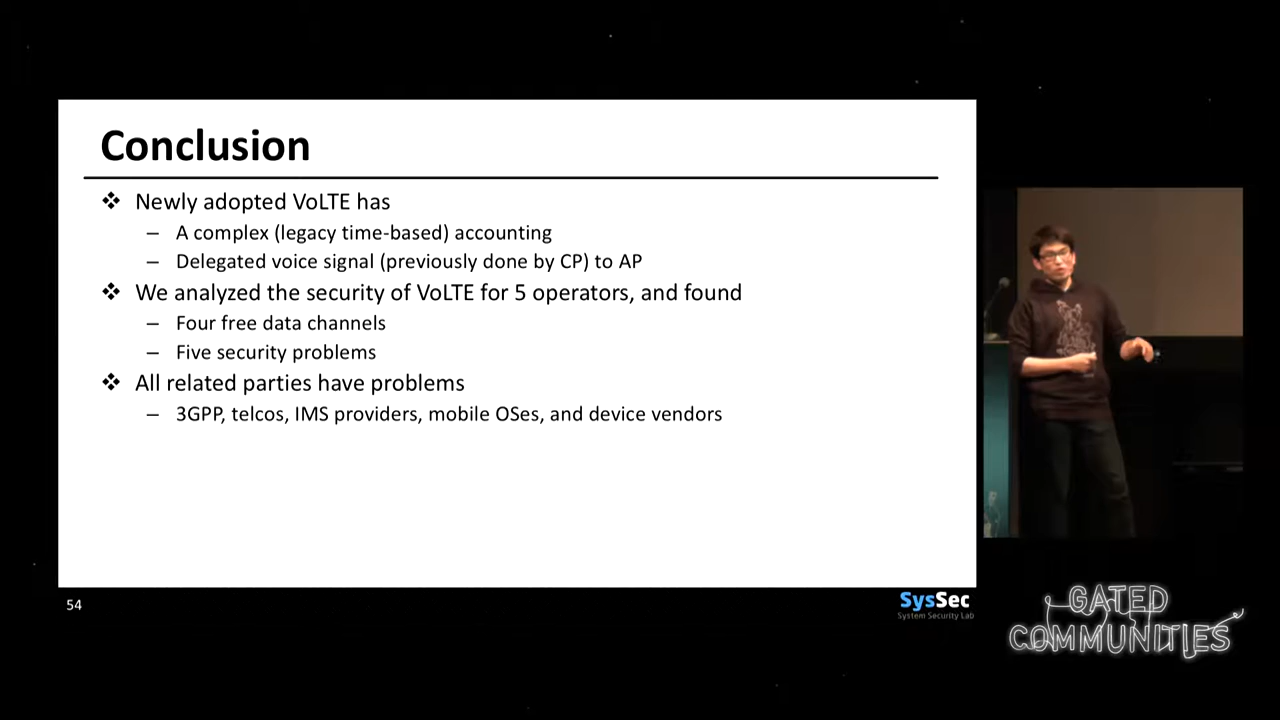 Conclusion
❖ Newly adopted VoLTE has
– A complex (legacy time-based) accounting
– Delegated voice signal (previously done by CP) to AP
❖ We analyzed the security of VoLTE for 5 operators, and found
– Four free data channels
– Five security problems
❖ All related parties have problems
– 3GPP, telcos, IMS providers, mobile OSes, and device vendors
54
SysSec
System Security Lab
GATED
COMMUNITIES